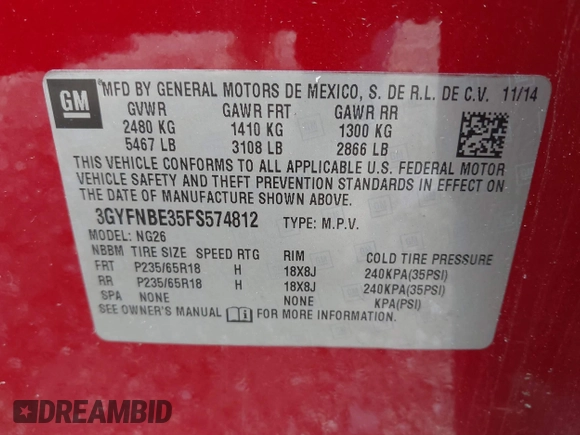 GM
MFD BY GENERAL MOTORS DE MEXICO, S. DE R.L. DE C.V. 11/14
GVWR GAWR FRT GAWR RR
2480 KG 1410 KG 1300 KG
5467 LB 3108 LB 2866 LB
THIS VEHICLE CONFORMS TO ALL APPLICABLE U.S. FEDERAL MOTOR
VEHICLE SAFETY AND THEFT PREVENTION STANDARDS IN EFFECT ON
THE DATE OF MANUFACTURE SHOWN ABOVE.
3GYFNBE35FS574812 TYPE: M.P.V.
MODEL: NG26
NBBM TIRE SIZE SPEED RTG RIM COLD TIRE PRESSURE
FRT P235/65R18 H 18X8J 240KPA(35PSI)
RR P235/65R18 H 18X8J 240KPA(35PSI)
SPA NONE NONE KPA(PSI)
SEE OWNER'S MANUAL FOR MORE INFORMATION.
DREAMBID